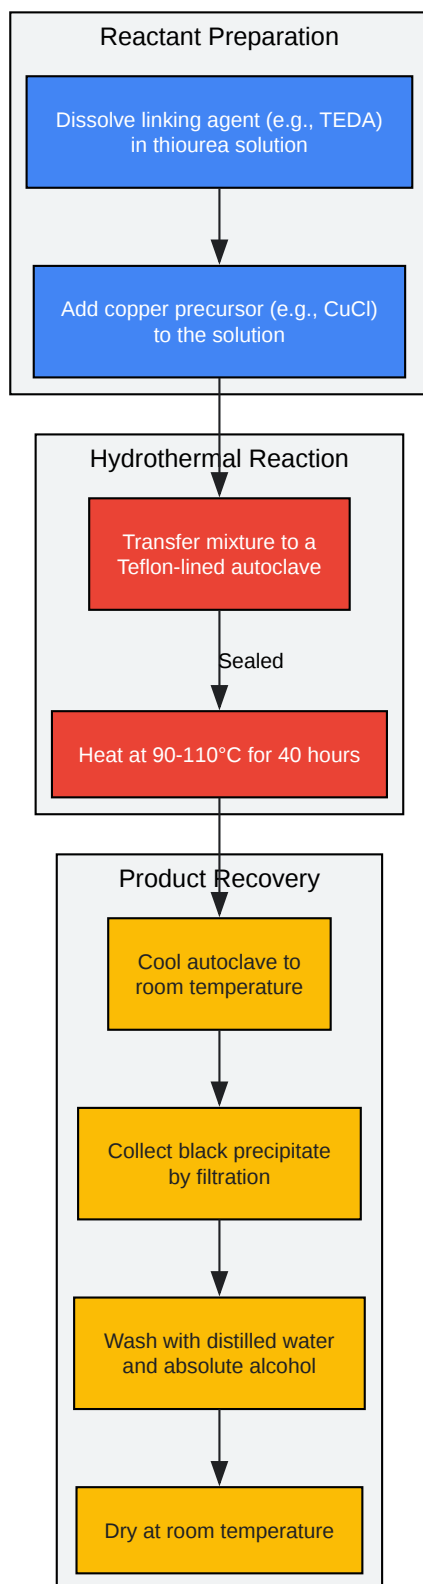 Reactant Preparation
Dissolve linking agent (e.g., TEDA)
in thiourea solution
Add copper precursor (e.g., CuCl)
to the solution
Hydrothermal Reaction
Transfer mixture to a
Teflon-lined autoclave
Sealed
Heat at 90-110°C for 40 hours
Product Recovery
Cool autoclave to
room temperature
Collect black precipitate
by filtration
Wash with distilled water
and absolute alcohol
Dry at room temperature